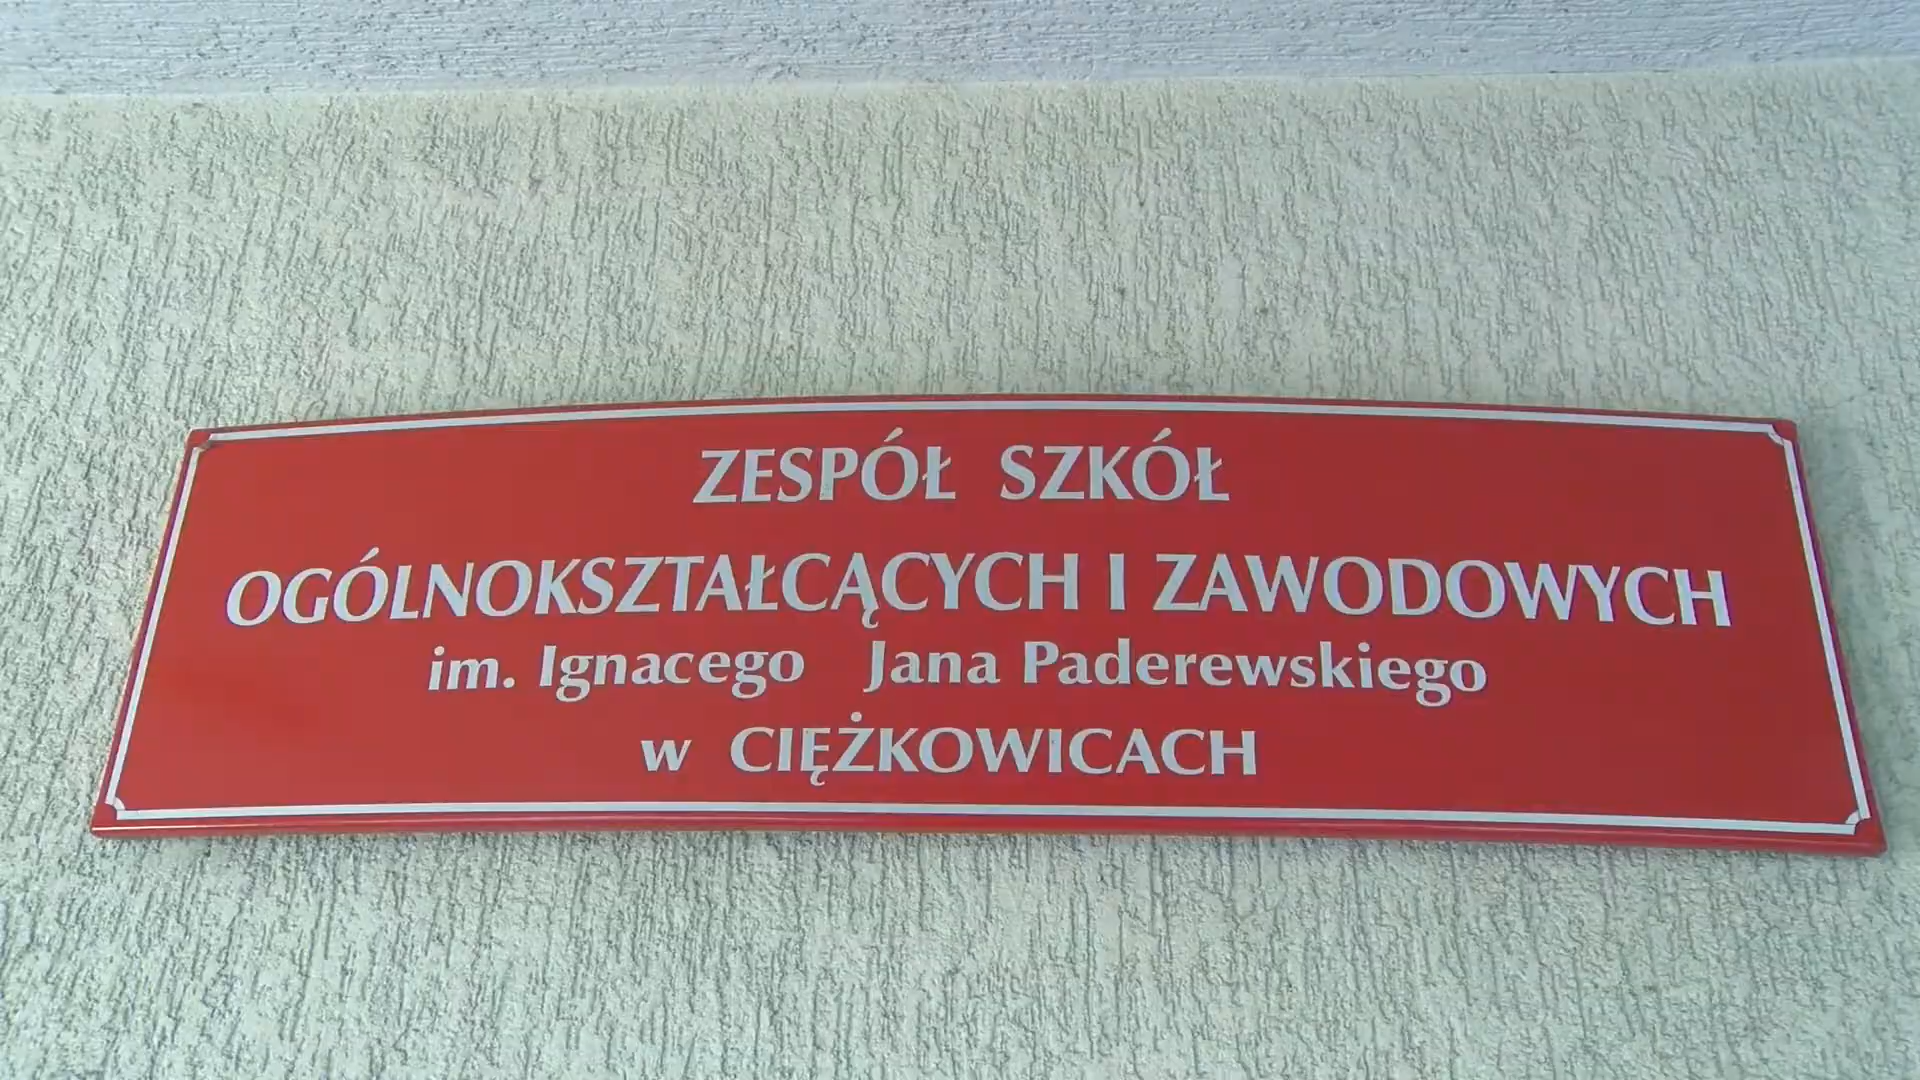 ZESPÓŁ SZKÓŁ
OGÓLNOKSZTAŁCĄCYCH I ZAWODOWYCH
im. Ignacego Jana Paderewskiego
w CIĘŻKOWICACH